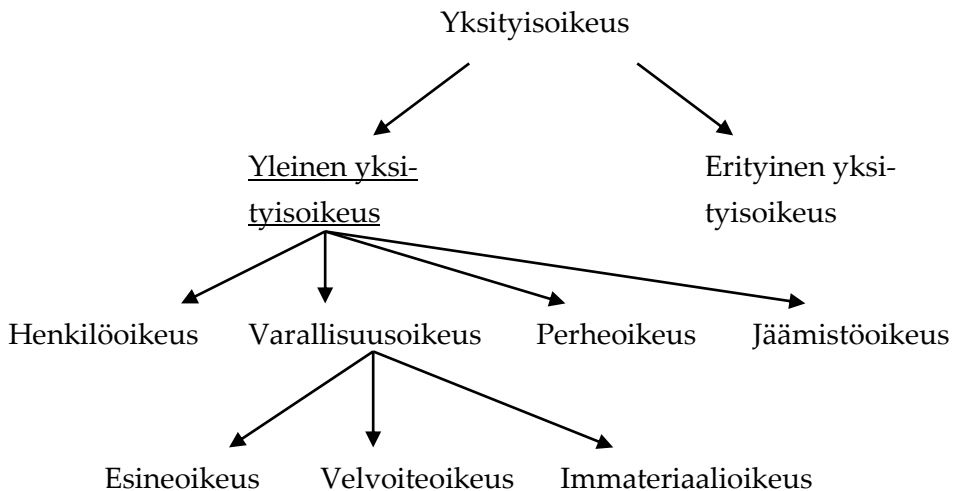 Yksityisoikeus
Yleinen yksi-
tyisoikeus
Erityinen yksi-
tyisoikeus
Henkilöoikeus
Varallisuusoikeus
Perheoikeus
Jäämistöoikeus
Esineoikeus
Velvoiteoikeus
Immateriaalioikeus